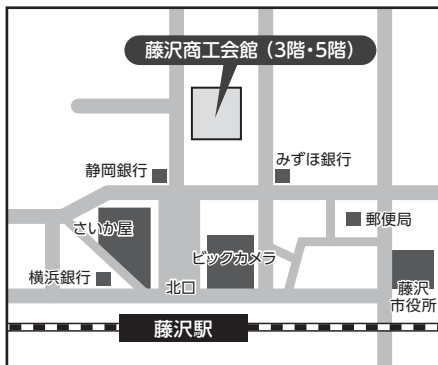 藤沢商工会館（3階・5階）
静岡銀行
みずほ銀行
さいか屋
郵便局
ビックカメラ
横浜銀行
北口
藤沢
市役所
藤沢駅